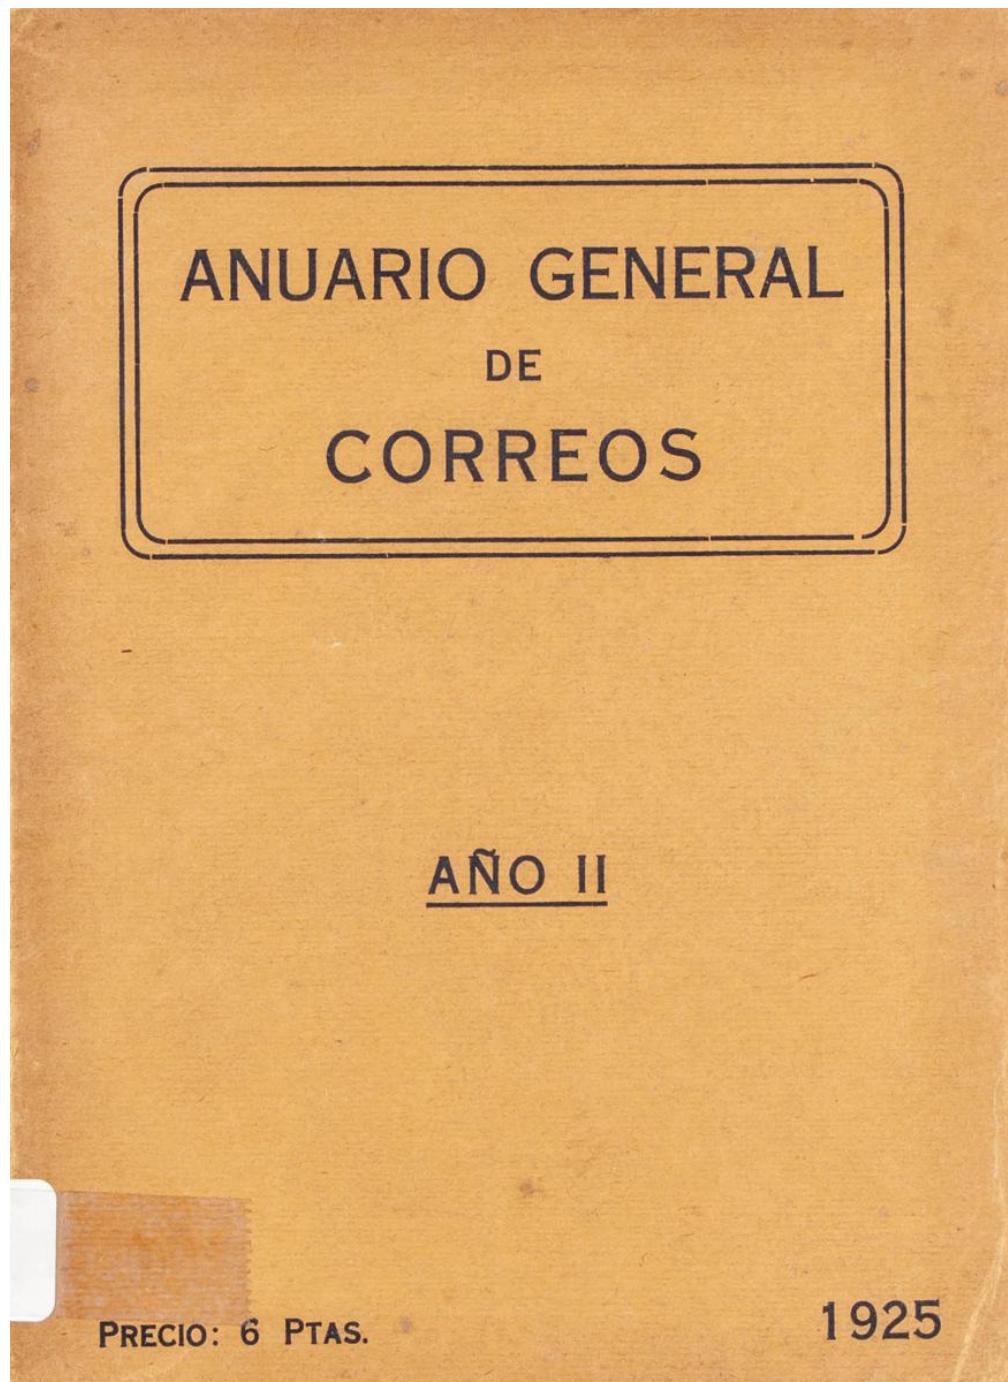 ANUARIO GENERAL
DE
CORREOS
AÑO II
PRECIO: 6 PTAS.
1925